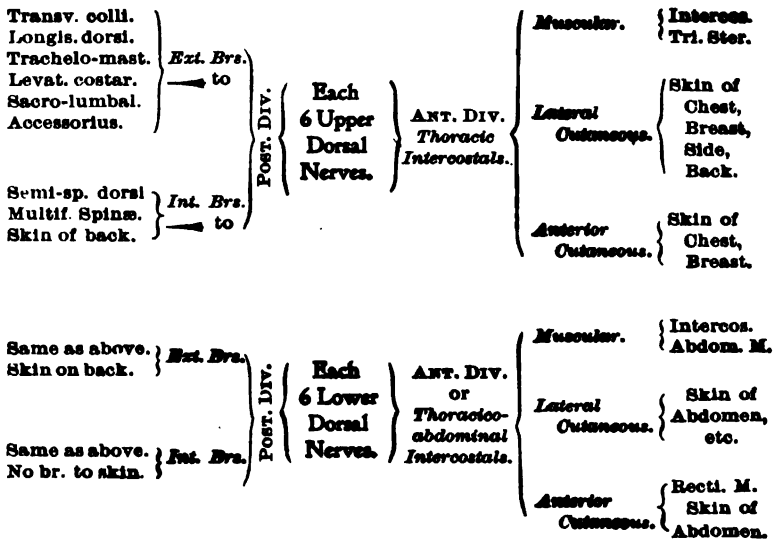 Transv. colli.
Longis. dorsi.
Trachelo-mast.
Levat. costar.
Sacro-lumbal.
Accessorius.
Ext. Brs.
to
Semi-sp. dorsi
Multif. Spinæ.
Skin of back.
Int. Brs.
to
POST. DIV.
Each
6 Upper
Dorsal
Nerves.
ANT. DIV.
Thoracic
Intercostals.
Muscular.
Intercos.
Tri. Ster.
Lateral
Cutaneous.
Skin of
Chest,
Breast,
Side,
Back.
Anterior
Cutaneous.
Skin of
Chest,
Breast.
Same as above.
Skin on back.
Ext. Brs.
Same as above.
No br. to skin.
Int. Brs.
POST. DIV.
Each
6 Lower
Dorsal
Nerves.
ANT. DIV.
or
Thoracico-
abdominal
Intercostals.
Muscular.
Intercos.
Abdom. M.
Lateral
Cutaneous.
Skin of
Abdomen,
etc.
Anterior
Cutaneous.
Recti. M.
Skin of
Abdomen.